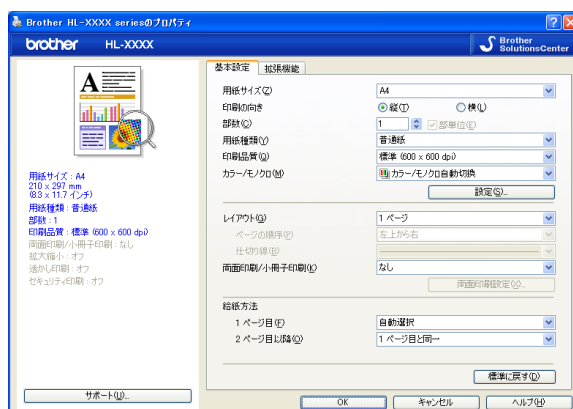 Brother HL-XXXX seriesのプロパティ
brother HL-XXXX
Brother
SolutionsCenter
用紙サイズ : A4
210 x 297 mm
(8.3 x 11.7 インチ)
用紙種類 : 普通紙
部数 : 1
印刷品質 : 標準 (600 x 600 dpi)
両面印刷/小冊子印刷 : なし
拡大縮小 : オフ
透かし印刷 : オフ
セキュリティ印刷 : オフ
サポート(U)...
基本設定 拡張機能
用紙サイズ(Z) A4
印刷の向き 縦(T) 横(L)
部数(C) 1 部単位(E)
用紙種類(Y) 普通紙
印刷品質(Q) 標準 (600 x 600 dpi)
カラー/モノクロ(M) カラー/モノクロ自動切換
設定(S)...
レイアウト(G) 1 ページ
ページの順序(P) 左上から右
仕切り線(B)
両面印刷/小冊子印刷(K) なし
両面印刷設定(X)...
給紙方法
1 ページ目(F) 自動選択
2 ページ目以降(O) 1 ページ目と同一
標準に戻す(D)
OK キャンセル ヘルプ(H)